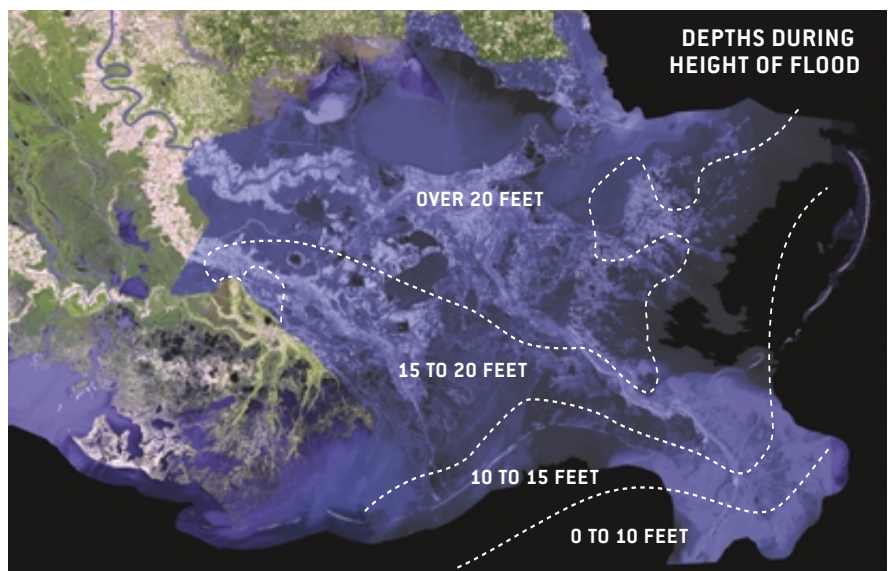 DEPTHS DURING
HEIGHT OF FLOOD
OVER 20 FEET
15 TO 20 FEET
10 TO 15 FEET
0 TO 10 FEET